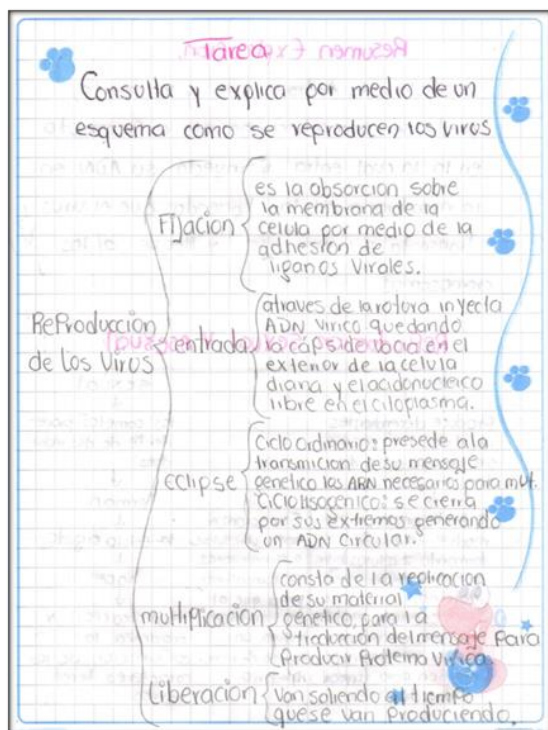 Tarea
Consulta y explica por medio de un
esquema como se reproducen los virus
Reproducción
de los Virus
Fijacion
es la absorcion sobre
la membrana de la
celula por medio de la
adhesion de
liganos Virales.
entrada
atraves de la rotura inyecta
ADN virico quedando
la capside vacia en el
exterior de la celula
diana y el acido nucleico
libre en el citoplasma.
eclipse
Ciclo Ordinario: presede a la
transmicion de su mensaje
genetico los ARN necesarios para mut.
Ciclo lisogenico: se cierra
por sus extremos generando
un ADN Circular.
multiplicacion
consta de la replicacion
de su material
genetico, para la
y traducción del mensaje Para
Producir Proteina Virica
Liberación
Van saliendo al tiempo
que se van Produciendo.